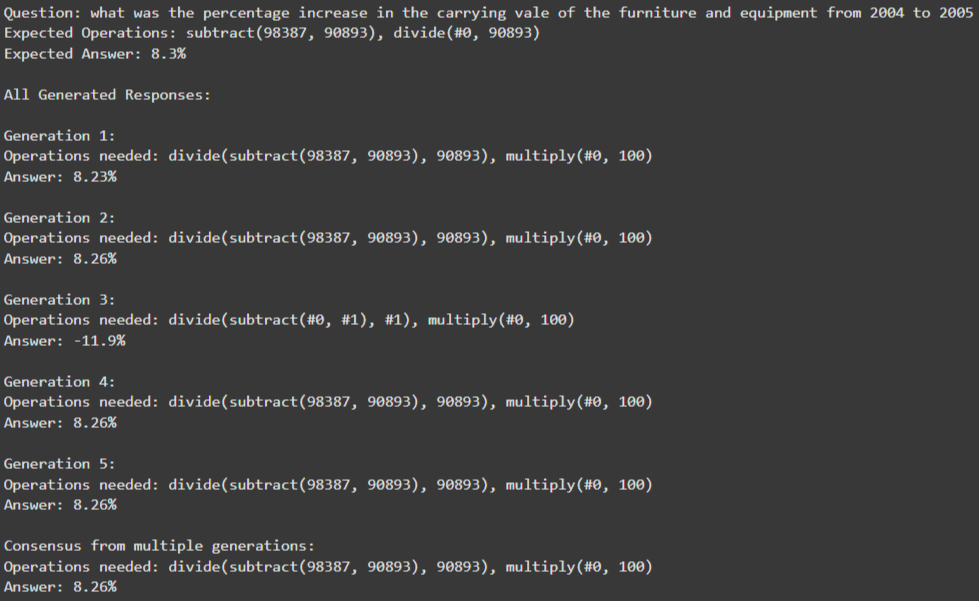 Question: what was the percentage increase in the carrying vale of the furniture and equipment from 2004 to 2005
Expected Operations: subtract(98387, 90893), divide(#0, 90893)
Expected Answer: 8.3%
All Generated Responses:
Generation 1:
Operations needed: divide(subtract(98387, 90893), 90893), multiply(#0, 100)
Answer: 8.23%
Generation 2:
Operations needed: divide(subtract(98387, 90893), 90893), multiply(#0, 100)
Answer: 8.26%
Generation 3:
Operations needed: divide(subtract(#0, #1), #1), multiply(#0, 100)
Answer: -11.9%
Generation 4:
Operations needed: divide(subtract(98387, 90893), 90893), multiply(#0, 100)
Answer: 8.26%
Generation 5:
Operations needed: divide(subtract(98387, 90893), 90893), multiply(#0, 100)
Answer: 8.26%
Consensus from multiple generations:
Operations needed: divide(subtract(98387, 90893), 90893), multiply(#0, 100)
Answer: 8.26%